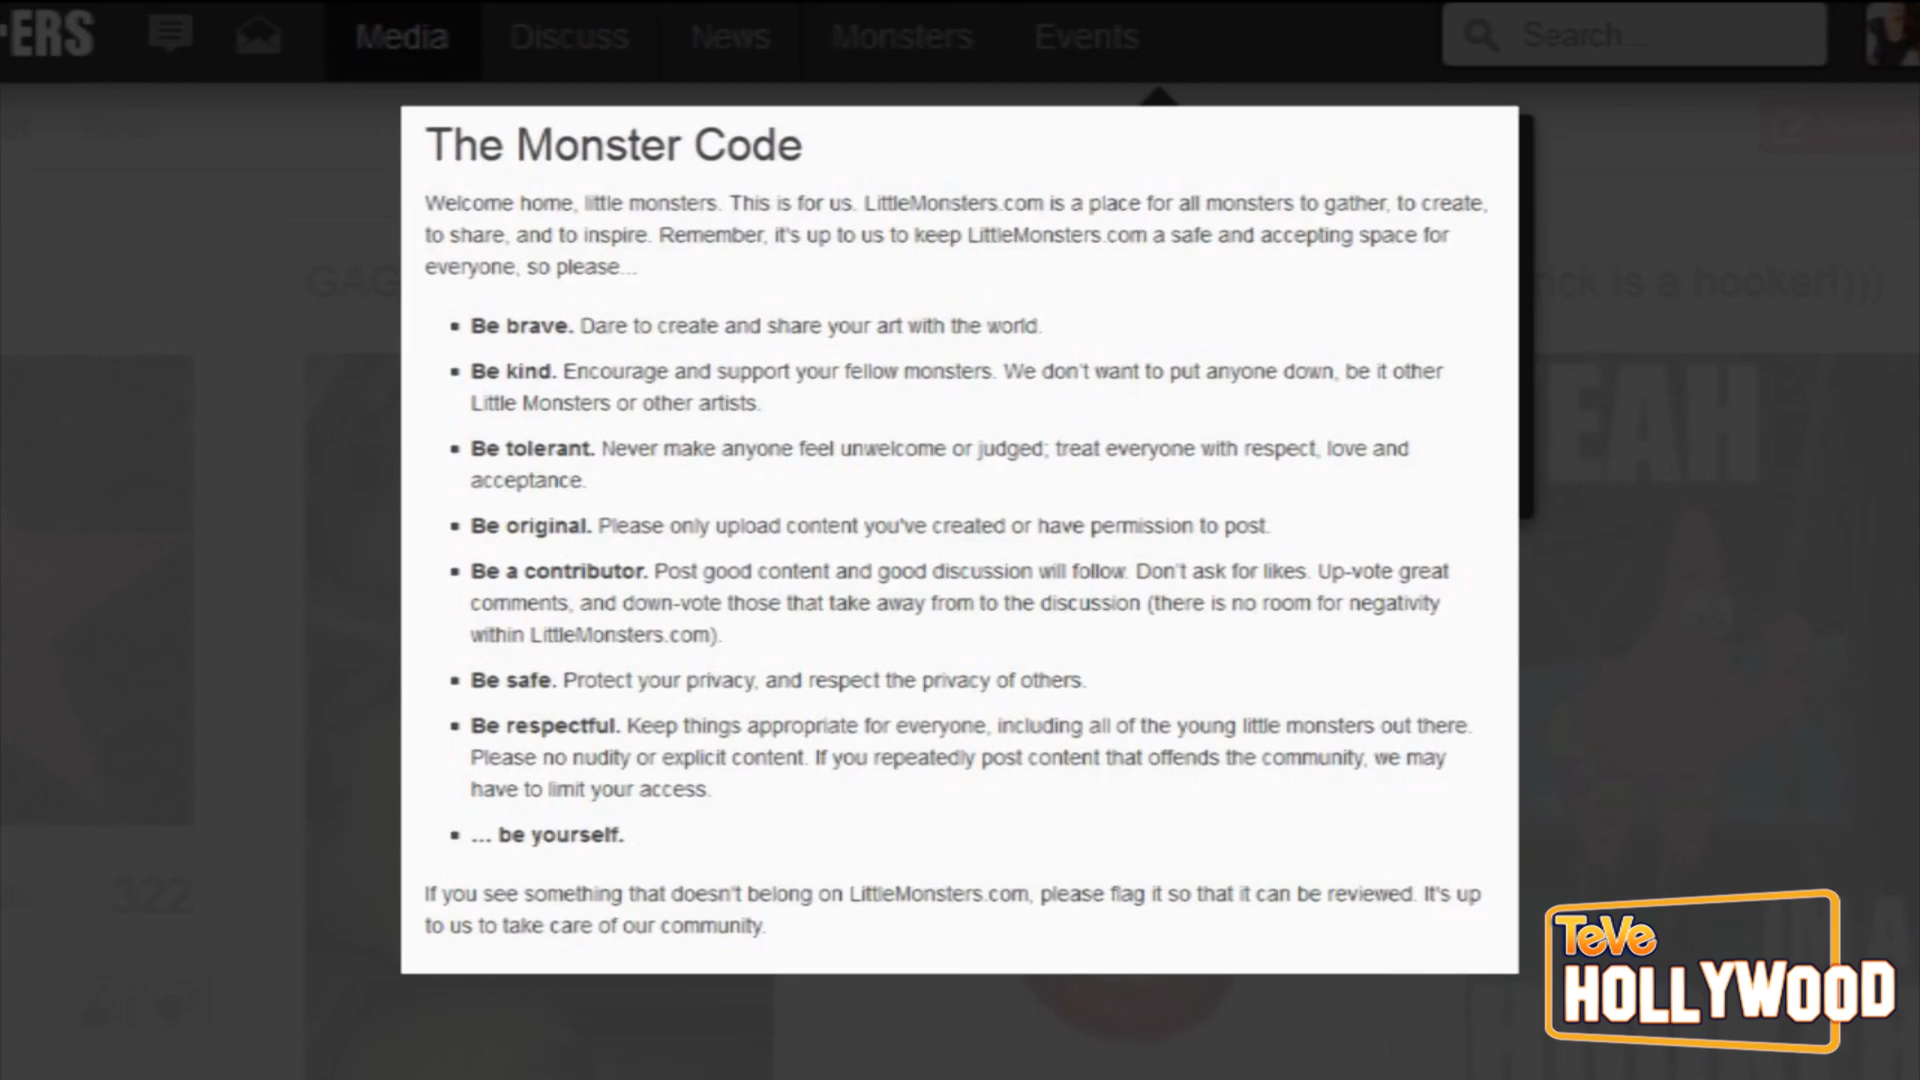 ERS
Media
Discuss
News
Monsters
Events
Search...
The Monster Code
Welcome home, little monsters. This is for us. LittleMonsters.com is a place for all monsters to gather, to create,
to share, and to inspire. Remember, it's up to us to keep LittleMonsters.com a safe and accepting space for
everyone, so please...
GAG
ick is a hooker!)))
▪ Be brave. Dare to create and share your art with the world.
▪ Be kind. Encourage and support your fellow monsters. We don't want to put anyone down, be it other
Little Monsters or other artists.
▪ Be tolerant. Never make anyone feel unwelcome or judged; treat everyone with respect, love and
acceptance.
EAH
▪ Be original. Please only upload content you've created or have permission to post.
▪ Be a contributor. Post good content and good discussion will follow. Don't ask for likes. Up-vote great
comments, and down-vote those that take away from to the discussion (there is no room for negativity
within LittleMonsters.com).
▪ Be safe. Protect your privacy, and respect the privacy of others.
▪ Be respectful. Keep things appropriate for everyone, including all of the young little monsters out there.
Please no nudity or explicit content. If you repeatedly post content that offends the community, we may
have to limit your access.
▪ ... be yourself.
322
If you see something that doesn't belong on LittleMonsters.com, please flag it so that it can be reviewed. It's up
to us to take care of our community.
TeVe
HOLLYWOOD